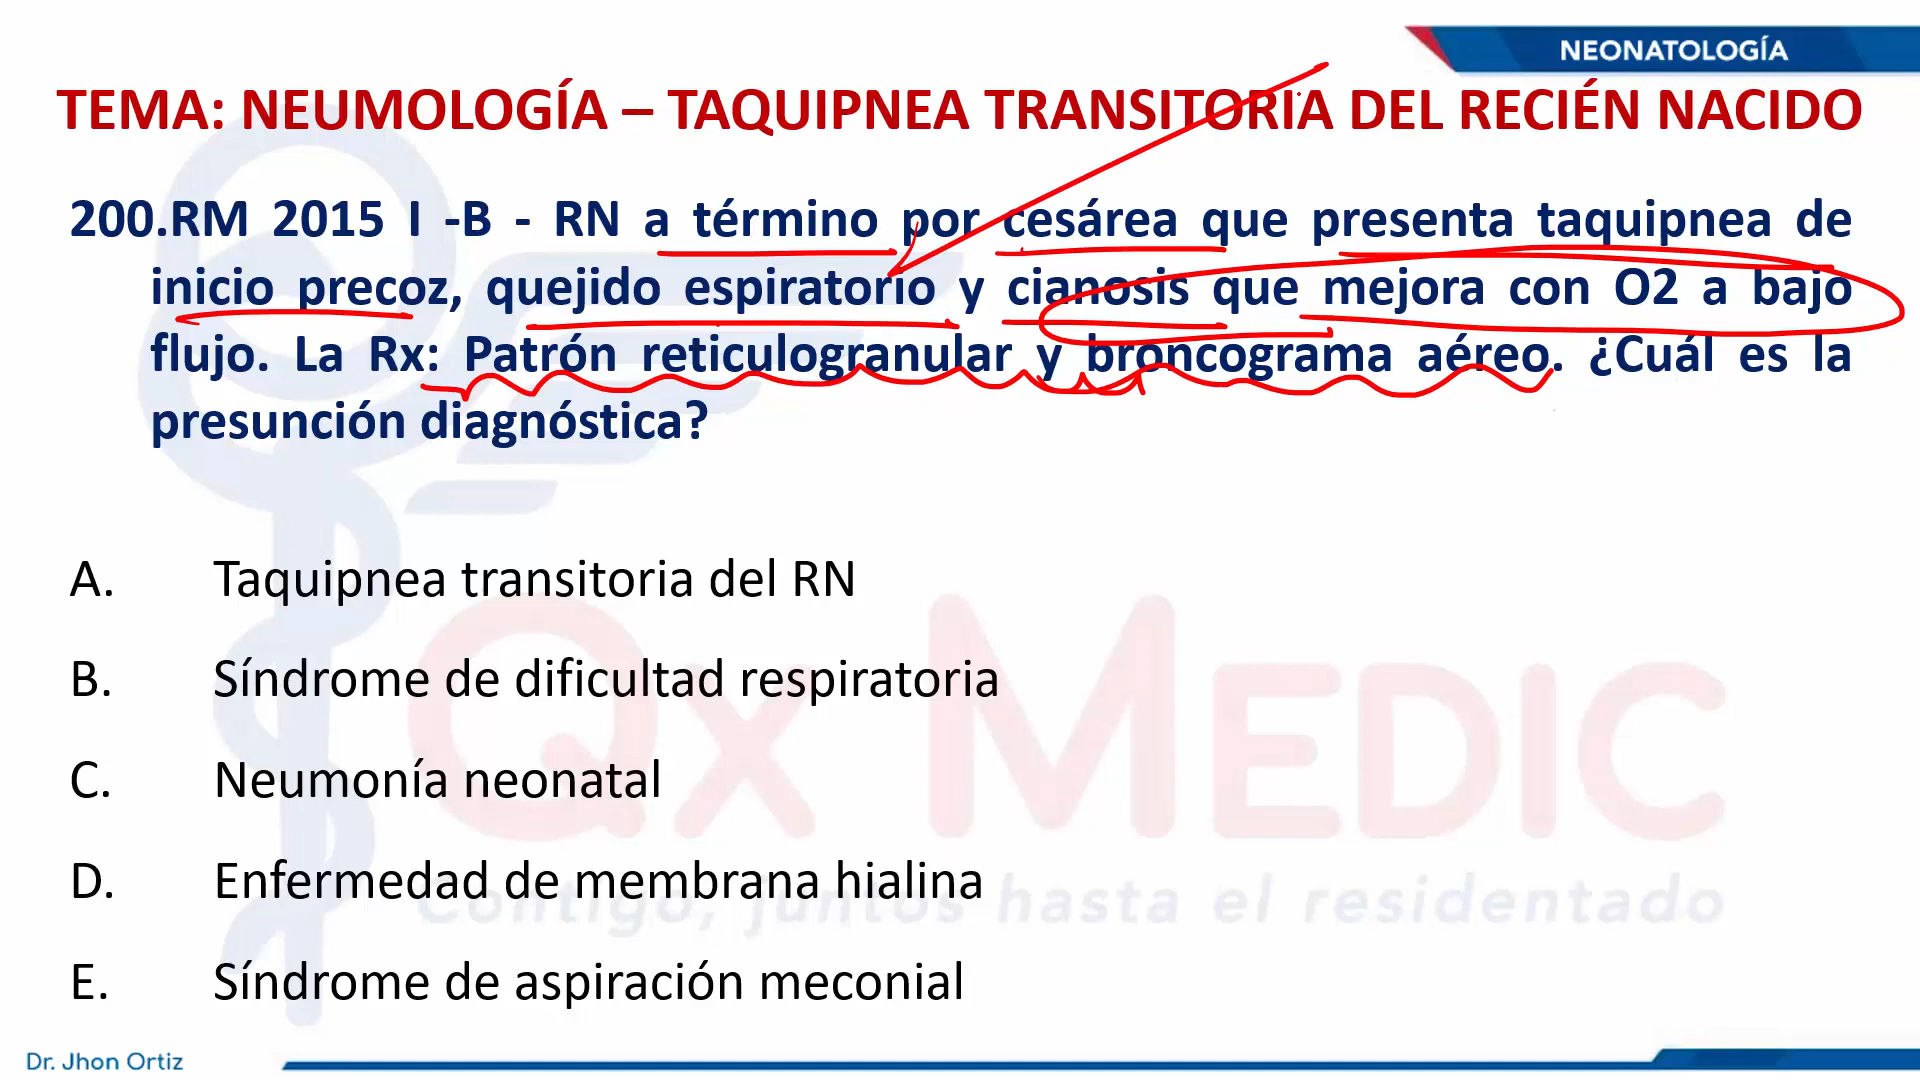 NEONATOLOGÍA
TEMA: NEUMOLOGÍA – TAQUIPNEA TRANSITORIA DEL RECIÉN NACIDO
200.RM 2015 I -B - RN a término por cesárea que presenta taquipnea de
inicio precoz, quejido espiratorio y cianosis que mejora con O2 a bajo
flujo. La Rx: Patrón reticulogranular y broncograma aéreo. ¿Cuál es la
presunción diagnóstica?
A. Taquipnea transitoria del RN
B. Síndrome de dificultad respiratoria
C. Neumonía neonatal
D. Enfermedad de membrana hialina
E. Síndrome de aspiración meconial
Qx MEDIC
Contigo, juntos hasta el residentado
Dr. Jhon Ortiz